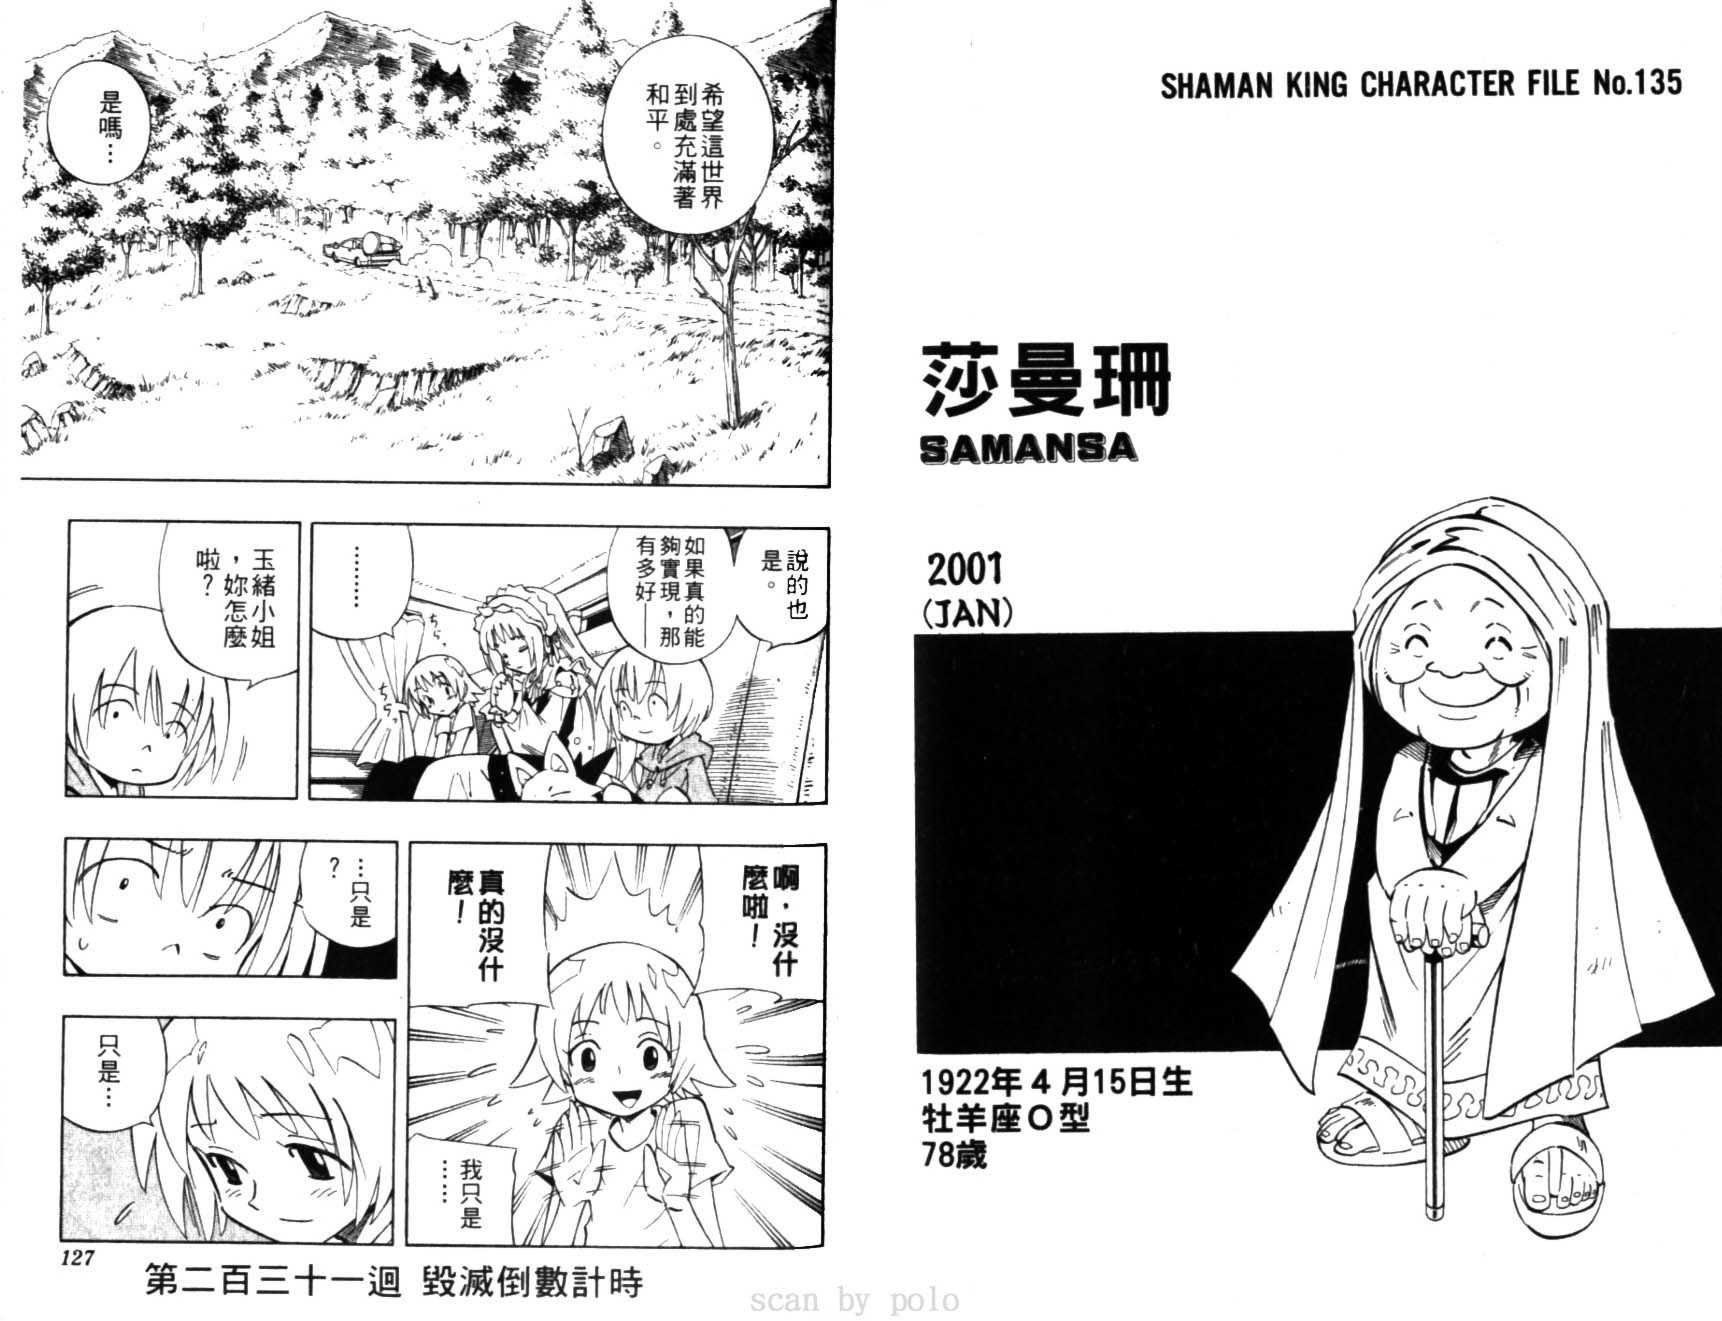 SHAMAN KING CHARACTER FILE No.135
莎曼珊
SAMANSA
2001
(JAN)
1922年4月15日生
牡羊座O型
78歲
希望這世界
到處充滿著
和平。
是嗎…
說的也
是。
如果真的能
夠實現，那
有多好—
………
ちら
ちら
玉緒小姐
，妳怎麼
啦？
啊，沒什
麼啦！
真的沒什
麼！
我只是
……
…只是
？
只是…
127
第二百三十一迴 毀滅倒數計時
scan by polo